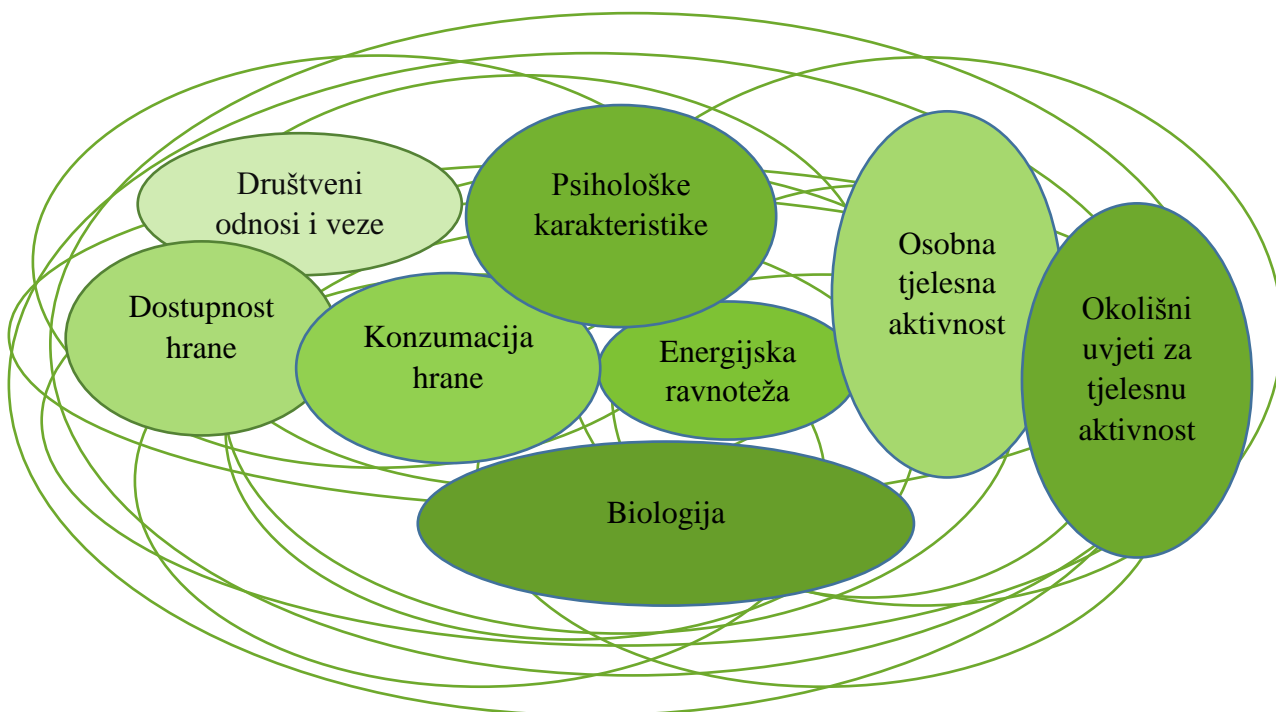 Društveni
odnosi i veze
Psihološke
karakteristike
Osobna
tjelesna
aktivnost
Okolišni
uvjeti za
tjelesnu
aktivnost
Dostupnost
hrane
Konzumacija
hrane
Energijska
ravnoteža
Biologija